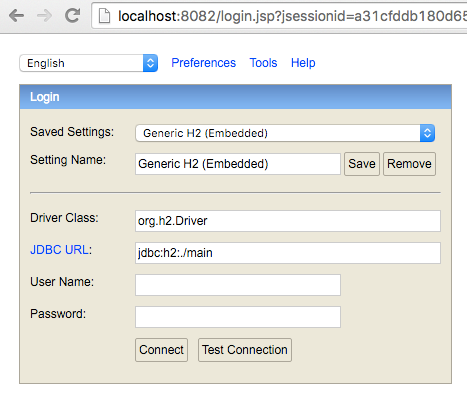 localhost:8082/login.jsp?jsessionid=a31cfddb180d65
English Preferences Tools Help
Login
Saved Settings: Generic H2 (Embedded)
Setting Name: Generic H2 (Embedded) Save Remove
Driver Class: org.h2.Driver
JDBC URL: jdbc:h2:./main
User Name:
Password:
Connect Test Connection